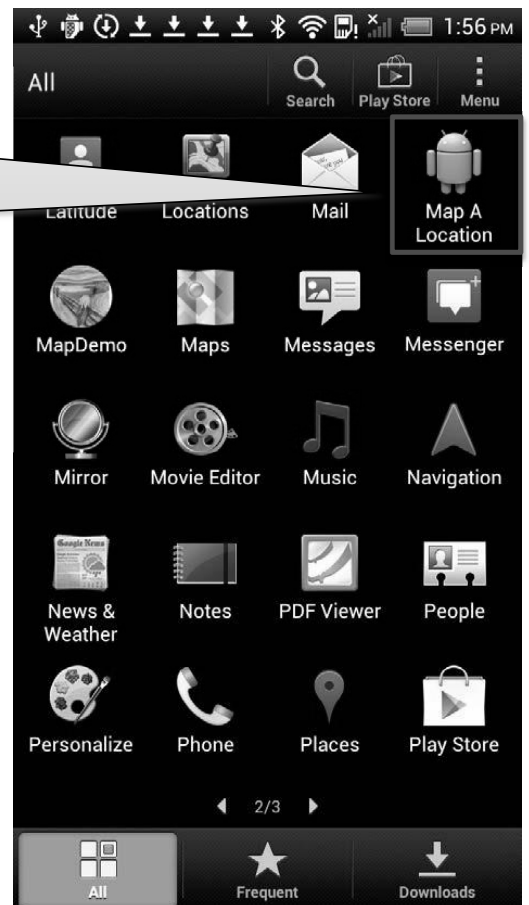 1:56 PM
All
Search
Play Store
Menu
Latitude
Locations
Mail
Map A
Location
MapDemo
Maps
Messages
Messenger
Mirror
Movie Editor
Music
Navigation
Google News
News &
Weather
Notes
PDF Viewer
People
Personalize
Phone
Places
Play Store
2/3
All
Frequent
Downloads